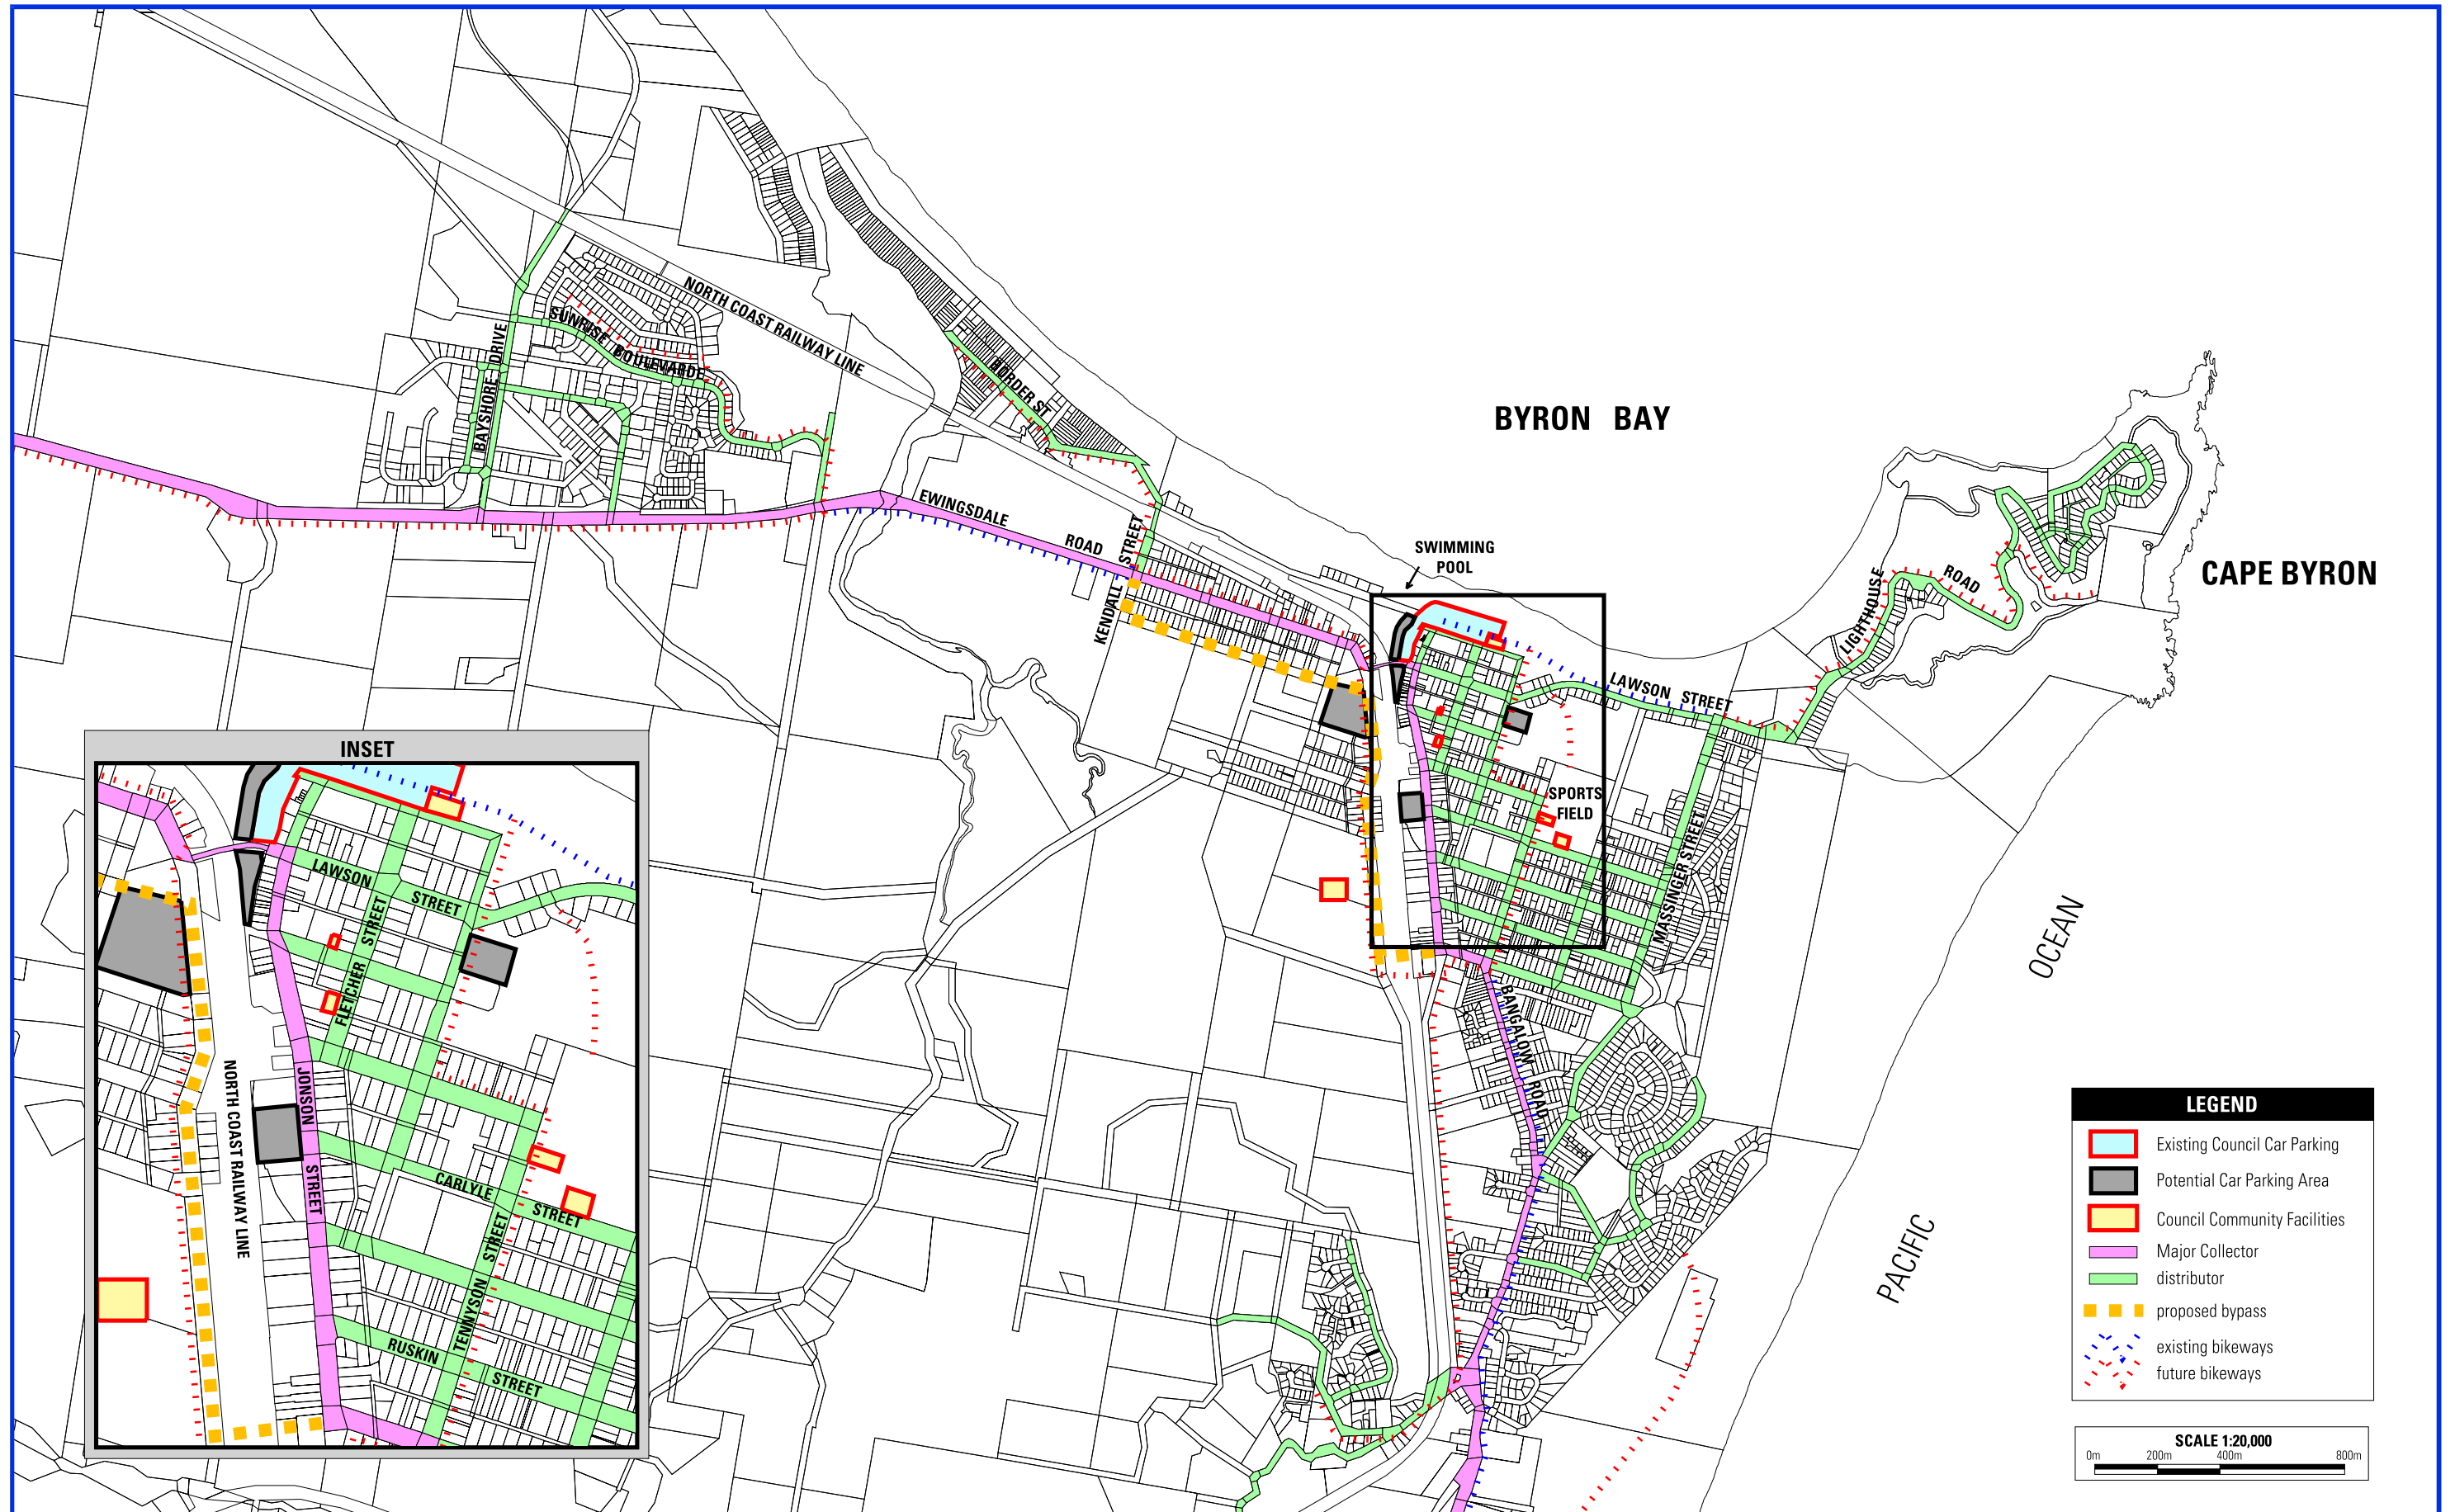 NORTH COAST RAILWAY LINE
SUNRISE BOULEVARDE
BAYSHORE DRIVE
BORDER ST
BYRON BAY
EWINGSDALE ROAD
KENDALL STREET
SWIMMING
POOL
CAPE BYRON
LIGHTHOUSE ROAD
LAWSON STREET
SPORTS
FIELD
MASSINGER STREET
BANGALOW ROAD
PACIFIC OCEAN
INSET
LAWSON STREET
FLETCHER STREET
JONSON STREET
NORTH COAST RAILWAY LINE
CARLYLE STREET
TENNYSON STREET
RUSKIN STREET
LEGEND
Existing Council Car Parking
Potential Car Parking Area
Council Community Facilities
Major Collector
distributor
proposed bypass
existing bikeways
future bikeways
SCALE 1:20,000
0m 200m 400m 800m